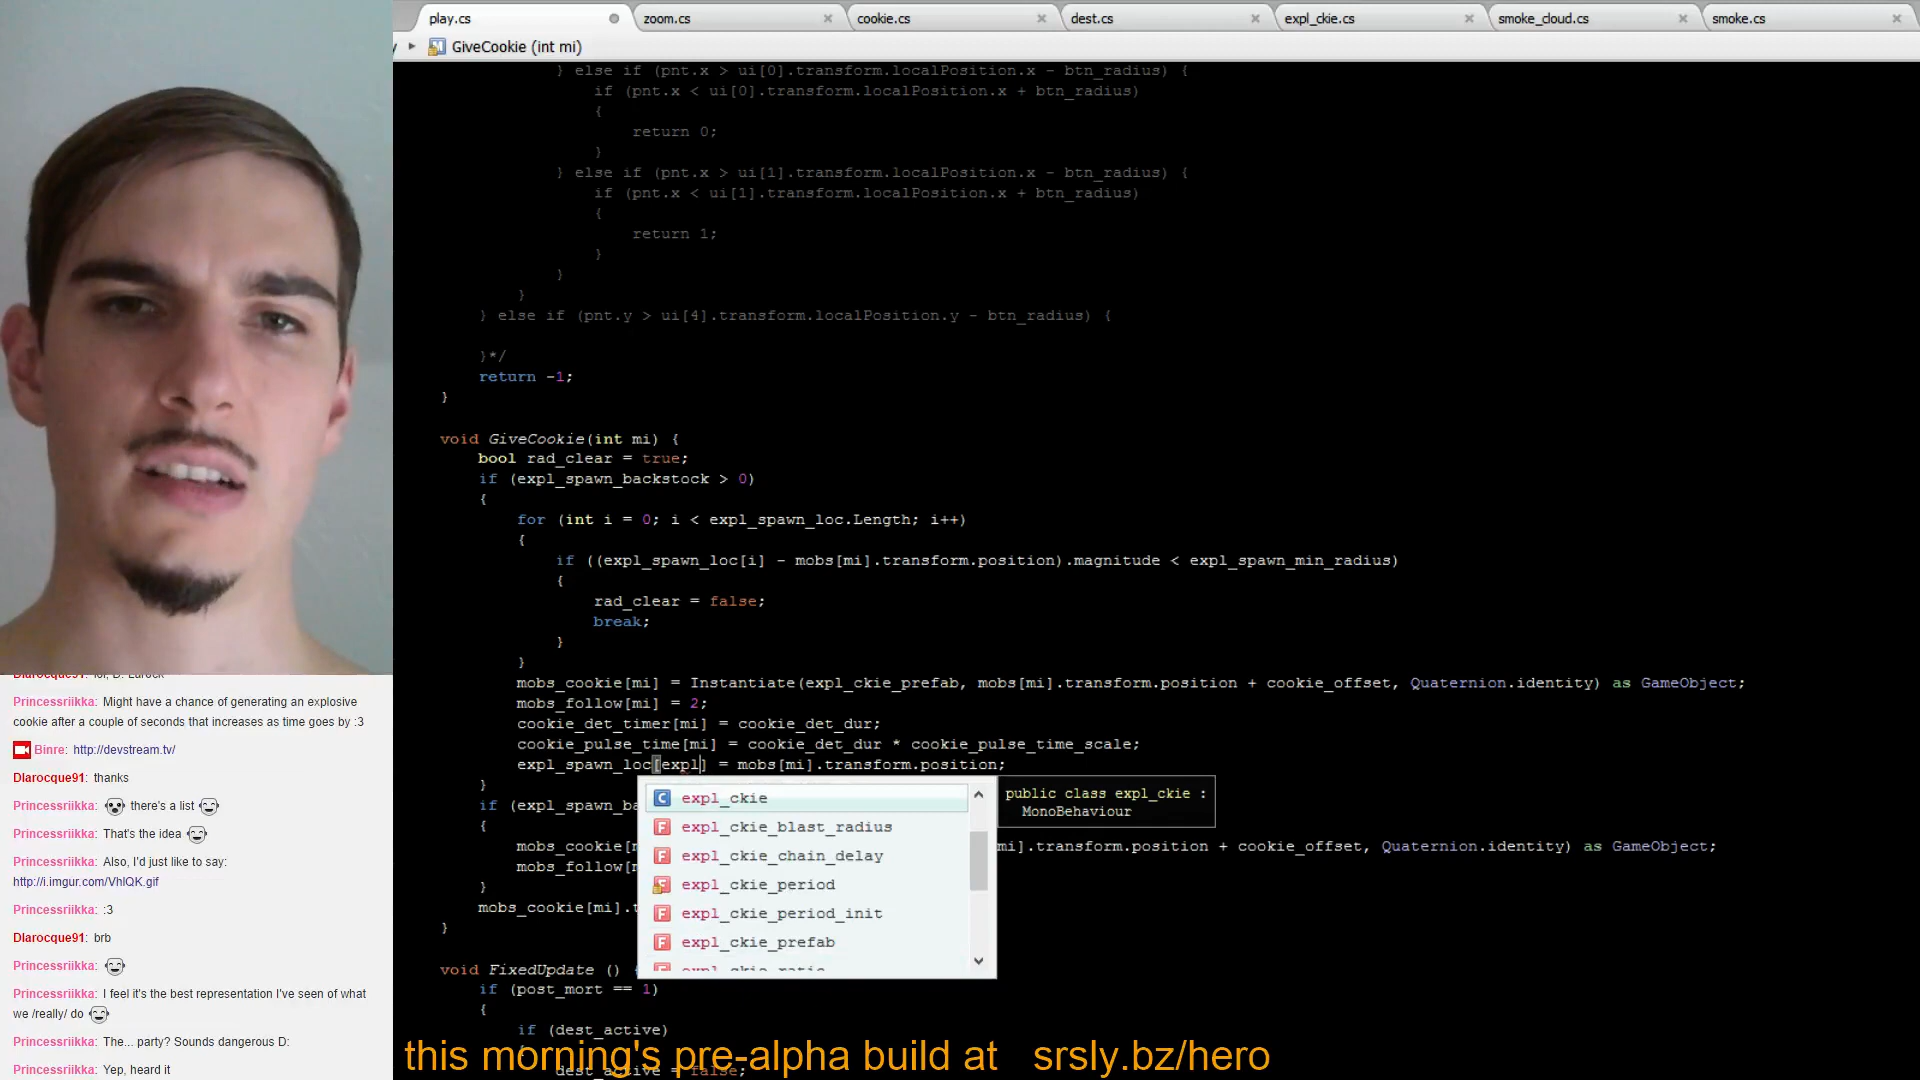 play.cs
zoom.cs
cookie.cs
dest.cs
expl_ckie.cs
smoke_cloud.cs
smoke.cs
GiveCookie (int mi)
} else if (pnt.x > ui[0].transform.localPosition.x - btn_radius) {
if (pnt.x < ui[0].transform.localPosition.x + btn_radius)
{
return 0;
}
} else if (pnt.x > ui[1].transform.localPosition.x - btn_radius) {
if (pnt.x < ui[1].transform.localPosition.x + btn_radius)
{
return 1;
}
}
}
} else if (pnt.y > ui[4].transform.localPosition.y - btn_radius) {
}*/
return -1;
}
void GiveCookie(int mi) {
bool rad_clear = true;
if (expl_spawn_backstock > 0)
{
for (int i = 0; i < expl_spawn_loc.Length; i++)
{
if ((expl_spawn_loc[i] - mobs[mi].transform.position).magnitude < expl_spawn_min_radius)
{
rad_clear = false;
break;
}
}
mobs_cookie[mi] = Instantiate(expl_ckie_prefab, mobs[mi].transform.position + cookie_offset, Quaternion.identity) as GameObject;
mobs_follow[mi] = 2;
cookie_det_timer[mi] = cookie_det_dur;
cookie_pulse_time[mi] = cookie_det_dur * cookie_pulse_time_scale;
expl_spawn_loc[expl] = mobs[mi].transform.position;
}
if (expl_spawn_ba
{
mobs_cookie[m
mi].transform.position + cookie_offset, Quaternion.identity) as GameObject;
mobs_follow[m
}
mobs_cookie[mi].t
}
void FixedUpdate () {
if (post_mort == 1)
{
if (dest_active)
{
dest_active = false;
expl_ckie
expl_ckie_blast_radius
expl_ckie_chain_delay
expl_ckie_period
expl_ckie_period_init
expl_ckie_prefab
expl_ckie_ratio
public class expl_ckie :
MonoBehaviour
Dlarocque91: lol, D. Larock
Princessriikka: Might have a chance of generating an explosive
cookie after a couple of seconds that increases as time goes by :3
Binre: http://devstream.tv/
Dlarocque91: thanks
Princessriikka: there's a list
Princessriikka: That's the idea
Princessriikka: Also, I'd just like to say:
http://i.imgur.com/VhlQK.gif
Princessriikka: :3
Dlarocque91: brb
Princessriikka:
Princessriikka: I feel it's the best representation I've seen of what
we /really/ do
Princessriikka: The... party? Sounds dangerous D:
Princessriikka: Yep, heard it
this morning's pre-alpha build at srsly.bz/hero